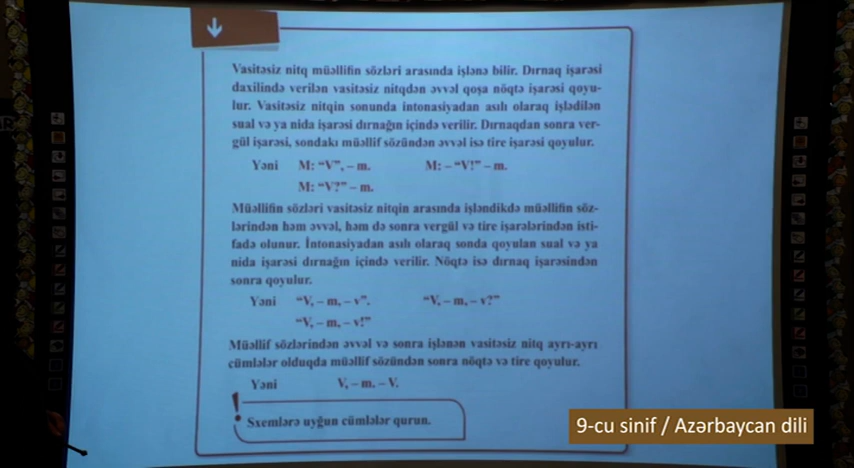 Vasitəsiz nitq müəllifin sözləri arasında işlənə bilir. Dırnaq işarəsi
daxilində verilən vasitəsiz nitqdən əvvəl qoşa nöqtə işarəsi qoyu-
lur. Vasitəsiz nitqin sonunda intonasiyadan asılı olaraq işlədilən
sual və ya nida işarəsi dırnağın içində verilir. Dırnaqdan sonra ver-
gül işarəsi, sondakı müəllif sözündən əvvəl isə tire işarəsi qoyulur.
Yəni M: “V”, – m. M: – “V!” – m.
M: “V?” – m.
Müəllifin sözləri vasitəsiz nitqin arasında işləndikdə müəllifin söz-
lərindən həm əvvəl, həm də sonra vergül və tire işarələrindən isti-
fadə olunur. İntonasiyadan asılı olaraq sonda qoyulan sual və ya
nida işarəsi dırnağın içində verilir. Nöqtə isə dırnaq işarəsindən
sonra qoyulur.
Yəni “V, – m, – v”. “V, – m, – v?”
“V, – m, – v!”
Müəllif sözlərindən əvvəl və sonra işlənən vasitəsiz nitq ayrı-ayrı
cümlələr olduqda müəllif sözündən sonra nöqtə və tire qoyulur.
Yəni V, – m. – V.
! Sxemlərə uyğun cümlələr qurun.
9-cu sinif / Azərbaycan dili